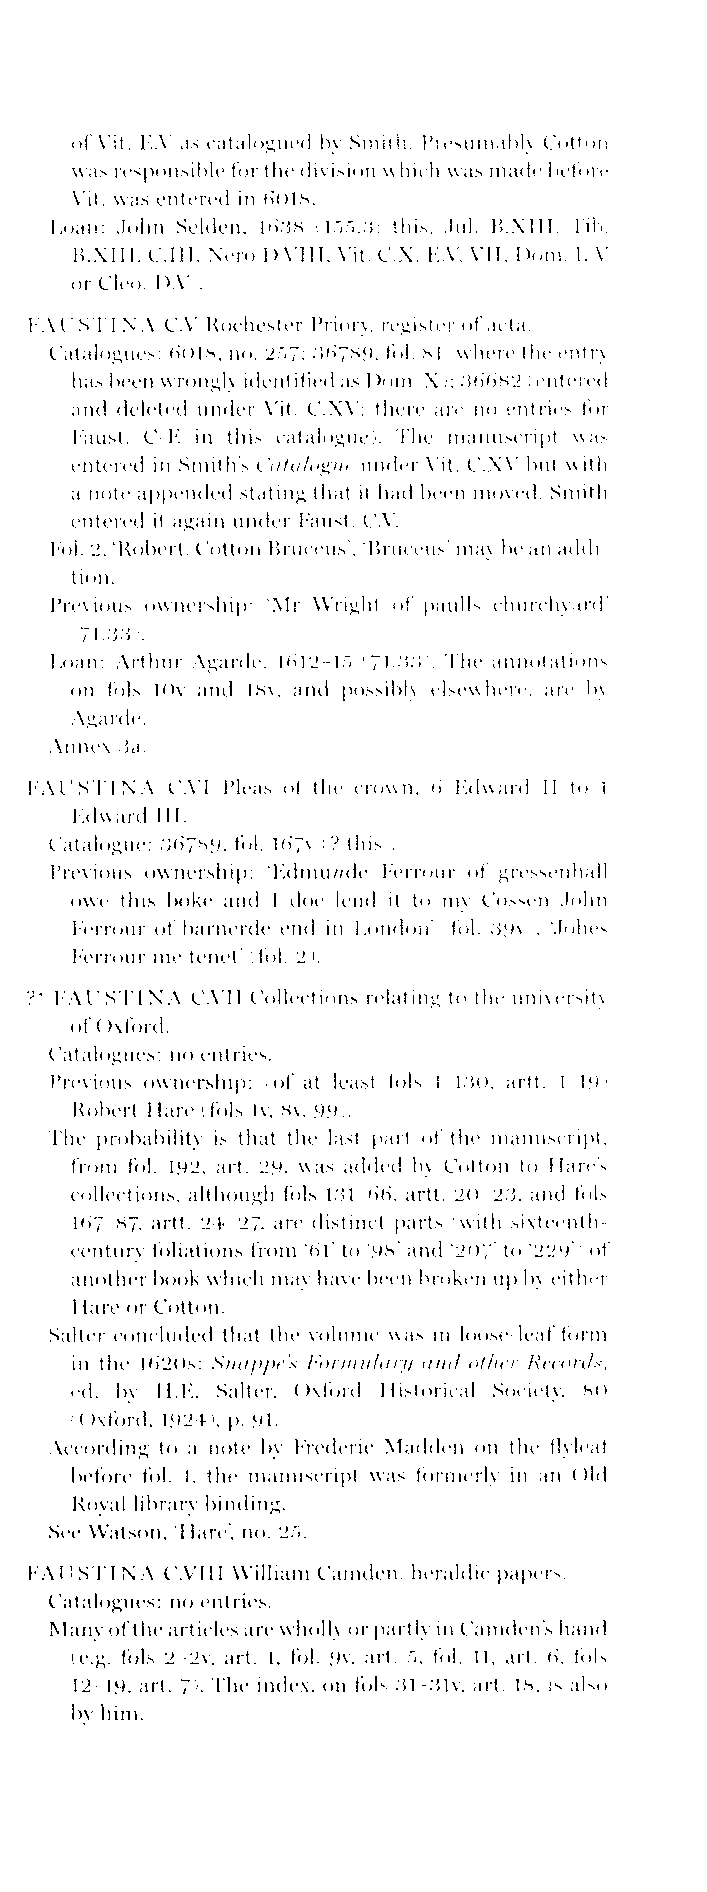 of Vit. E.V as catalogued by Smith. Presumably Cotton
was responsible for the division which was made before
Vit. was entered in 6018.
Loan: John Selden, 1638 (155.3: this, Jul. B.XIII, Tib.
B.XIII, C.III, Nero D.VIII, Vit. C.X, E.V, VII, Dom. I, V
or Cleo. D.V).
FAUSTINA C.V Rochester Priory, register of acta.
Catalogues: 6018, no. 257; 36789, fol. 81 (where the entry
has been wrongly identified as Dom. X); 36682 (entered
and deleted under Vit. C.XV; there are no entries for
Faust. C-E in this catalogue). The manuscript was
entered in Smith's Catalogue under Vit. C.XV but with
a note appended stating that it had been moved. Smith
entered it again under Faust. C.V.
Fol. 2, 'Robert. Cotton Bruceus', 'Bruceus' may be an addi-
tion.
Previous ownership: 'Mr Wright of paulls churchyard'
(71.33).
Loan: Arthur Agarde, 1612-15 (71.33). The annotations
on fols 10v and 18v, and possibly elsewhere, are by
Agarde.
Annex 3a.
FAUSTINA C.VI Pleas of the crown, 6 Edward II to 1
Edward III.
Catalogue: 36789, fol. 167v (? this).
Previous ownership: 'Edmunde Ferrour of gressenhall
owe this boke and I doe lend it to my Cossen John
Ferrour of barnerde end in London' (fol. 39v), 'Johes
Ferrour me tenet' (fol. 2).
?* FAUSTINA C.VII Collections relating to the university
of Oxford.
Catalogues: no entries.
Previous ownership: (of at least fols 1-130, artt. 1-19)
Robert Hare (fols 1v, 8v, 99).
The probability is that the last part of the manuscript,
from fol. 192, art. 29, was added by Cotton to Hare's
collections, although fols 131-66, artt. 20-23, and fols
167-87, artt. 24-27, are distinct parts (with sixteenth-
century foliations from '61' to '98' and '207' to '229') of
another book which may have been broken up by either
Hare or Cotton.
Salter concluded that the volume was in loose-leaf form
in the 1620s: Snappe's Formulary and other Records,
ed. by H.E. Salter, Oxford Historical Society, 80
(Oxford, 1924), p. 91.
According to a note by Frederic Madden on the flyleaf
before fol. 1, the manuscript was formerly in an Old
Royal library binding.
See Watson, 'Hare', no. 25.
FAUSTINA C.VIII William Camden, heraldic papers.
Catalogues: no entries.
Many of the articles are wholly or partly in Camden's hand
(e.g. fols 2-2v, art. 1, fol. 9v, art. 5, fol. 11, art. 6, fols
12-19, art. 7). The index, on fols 31-31v, art. 18, is also
by him.